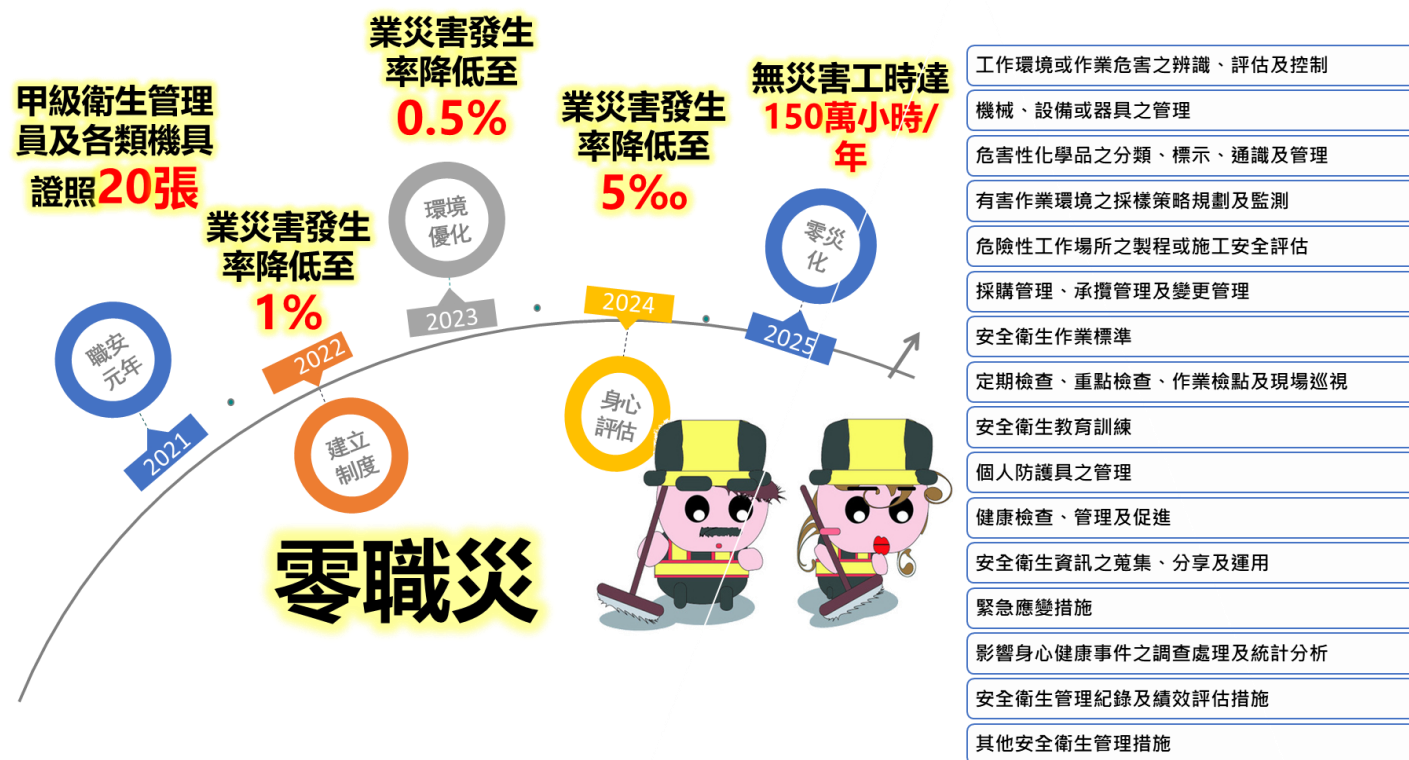 甲級衛生管理
員及各類機具
證照20張
職安
元年
2021
業災害發生
率降低至
1%
2022
建立
制度
業災害發生
率降低至
0.5%
環境
優化
2023
業災害發生
率降低至
5‰
2024
身心
評估
無災害工時達
150萬小時/
年
零災
化
2025
零職災
工作環境或作業危害之辨識、評估及控制
機械、設備或器具之管理
危害性化學品之分類、標示、通識及管理
有害作業環境之採樣策略規劃及監測
危險性工作場所之製程或施工安全評估
採購管理、承攬管理及變更管理
安全衛生作業標準
定期檢查、重點檢查、作業檢點及現場巡視
安全衛生教育訓練
個人防護具之管理
健康檢查、管理及促進
安全衛生資訊之蒐集、分享及運用
緊急應變措施
影響身心健康事件之調查處理及統計分析
安全衛生管理紀錄及績效評估措施
其他安全衛生管理措施